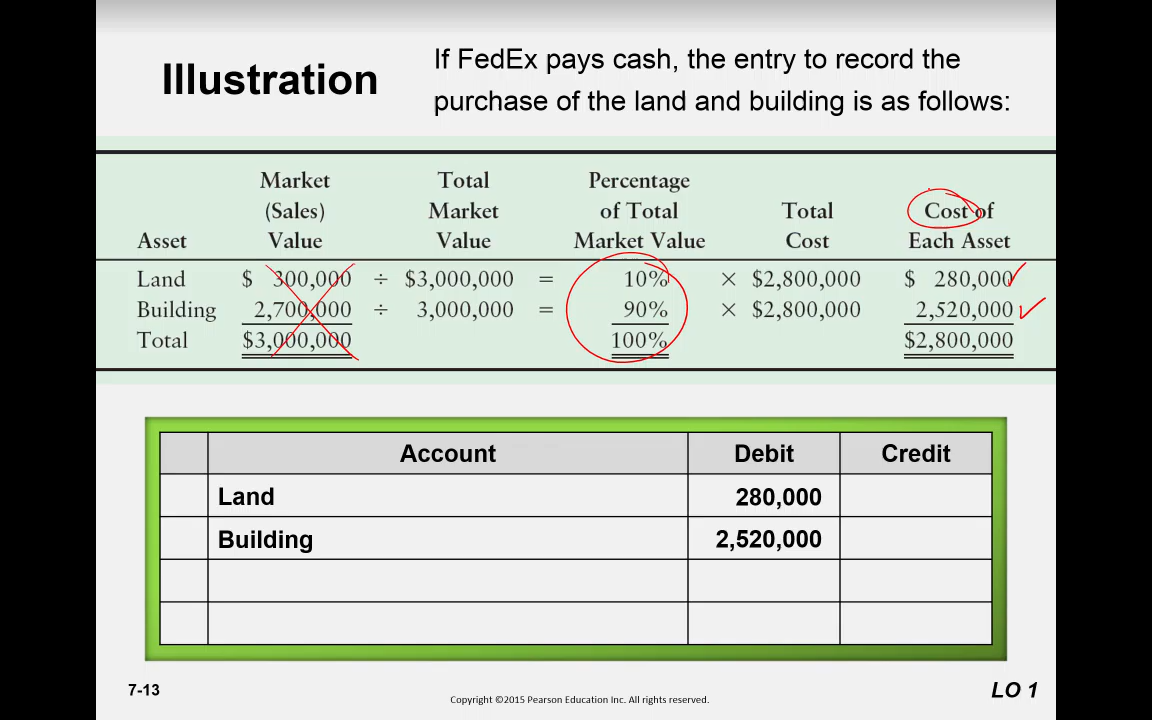 Illustration
If FedEx pays cash, the entry to record the
purchase of the land and building is as follows:
Market Total Percentage
(Sales) Market of Total Total Cost of
Asset Value Value Market Value Cost Each Asset
Land $ 300,000 ÷ $3,000,000 = 10% × $2,800,000 $ 280,000
Building 2,700,000 ÷ 3,000,000 = 90% × $2,800,000 2,520,000
Total $3,000,000 100% $2,800,000
Account Debit Credit
Land 280,000
Building 2,520,000
7-13 Copyright ©2015 Pearson Education Inc. All rights reserved. LO 1